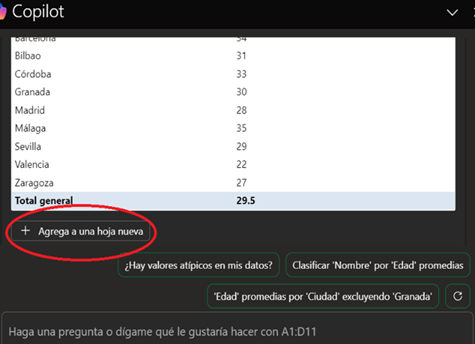 Copilot
Barcelona 34
Bilbao 31
Córdoba 33
Granada 30
Madrid 28
Málaga 35
Sevilla 29
Valencia 22
Zaragoza 27
Total general 29.5
+ Agrega a una hoja nueva
¿Hay valores atípicos en mis datos?
Clasificar 'Nombre' por 'Edad' promedias
'Edad' promedias por 'Ciudad' excluyendo 'Granada'
Haga una pregunta o dígame qué le gustaría hacer con A1:D11